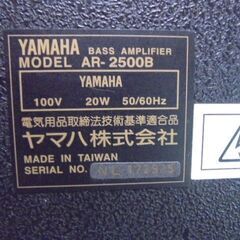 YAMAHA BASS AMPLIFIER
MODEL AR-2500B
YAMAHA
100V 20W 50/60Hz
電気用品取締法技術基準適合品
ヤマハ株式会社
MADE IN TAIWAN
SERIAL NO.